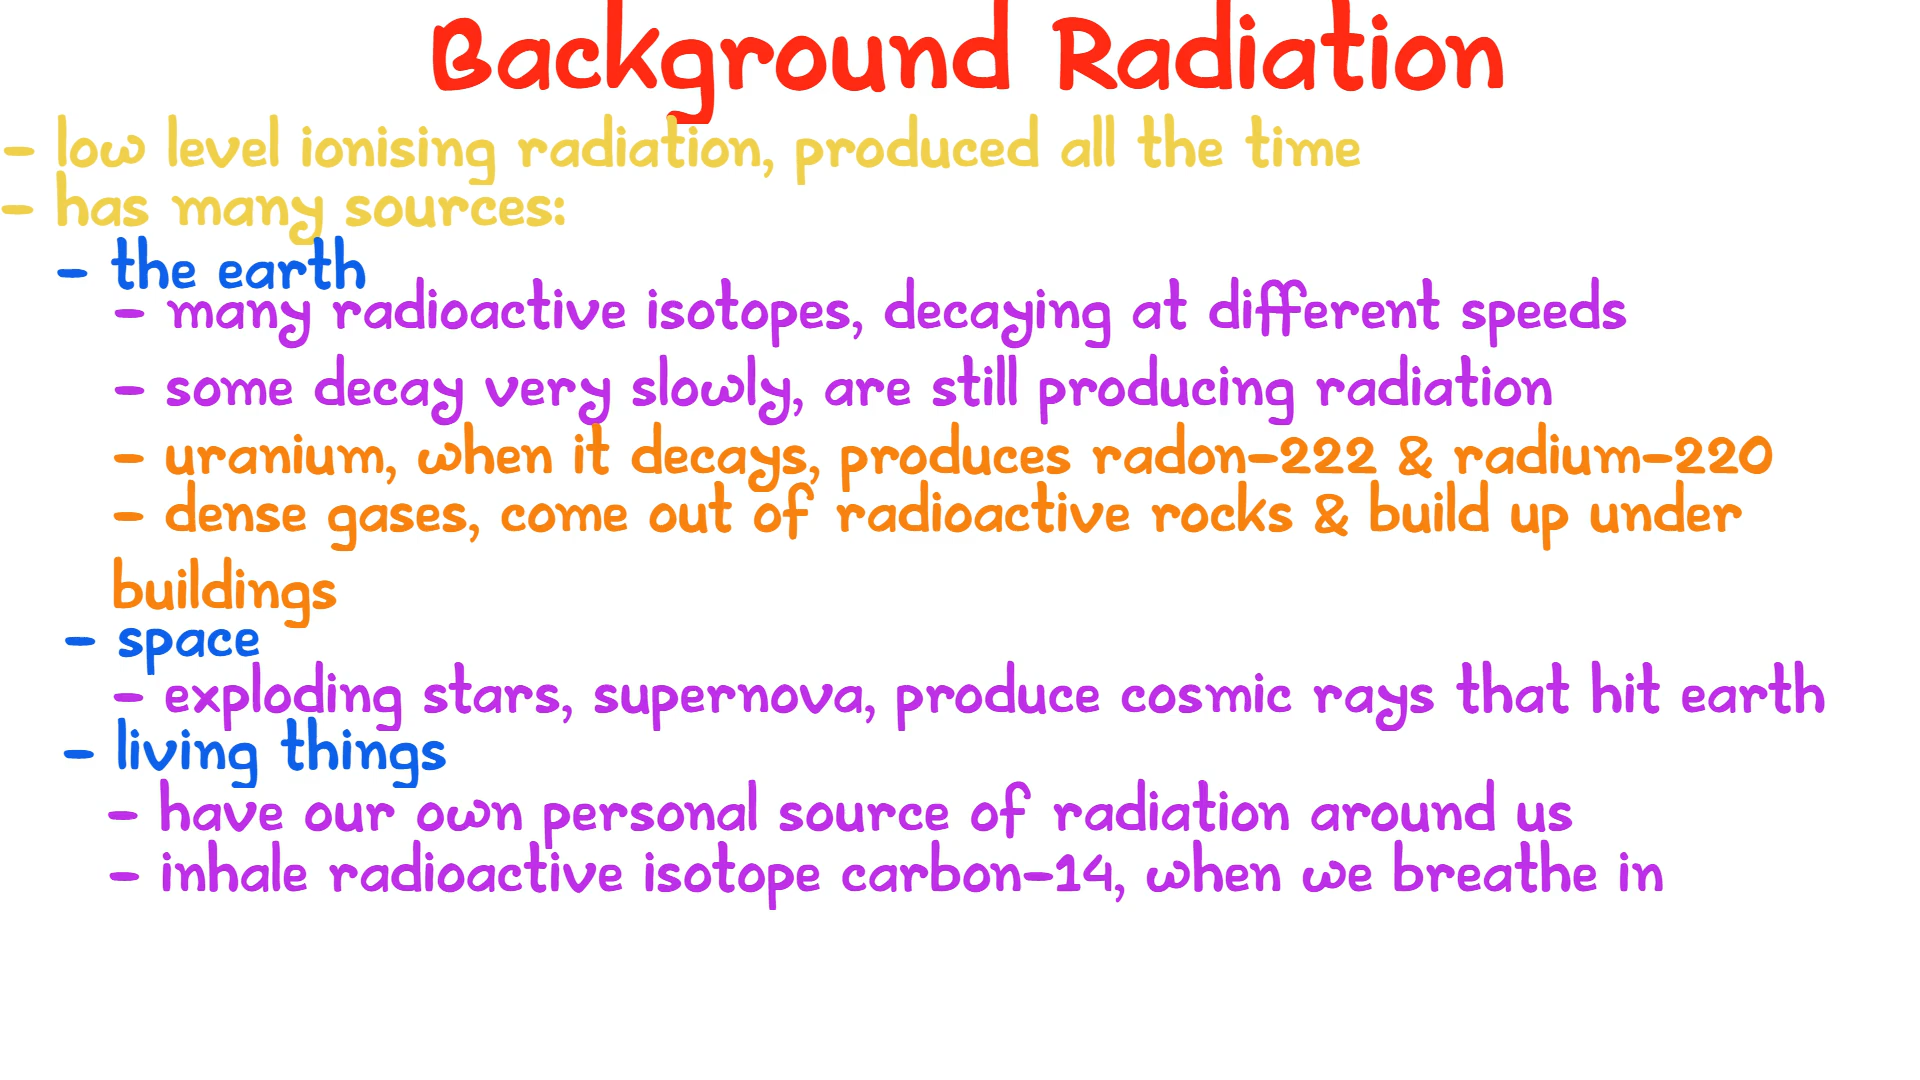 Background Radiation
- low level ionising radiation, produced all the time
- has many sources:
- the earth
- many radioactive isotopes, decaying at different speeds
- some decay very slowly, are still producing radiation
- uranium, when it decays, produces radon-222 & radium-220
- dense gases, come out of radioactive rocks & build up under
buildings
- space
- exploding stars, supernova, produce cosmic rays that hit earth
- living things
- have our own personal source of radiation around us
- inhale radioactive isotope carbon-14, when we breathe in